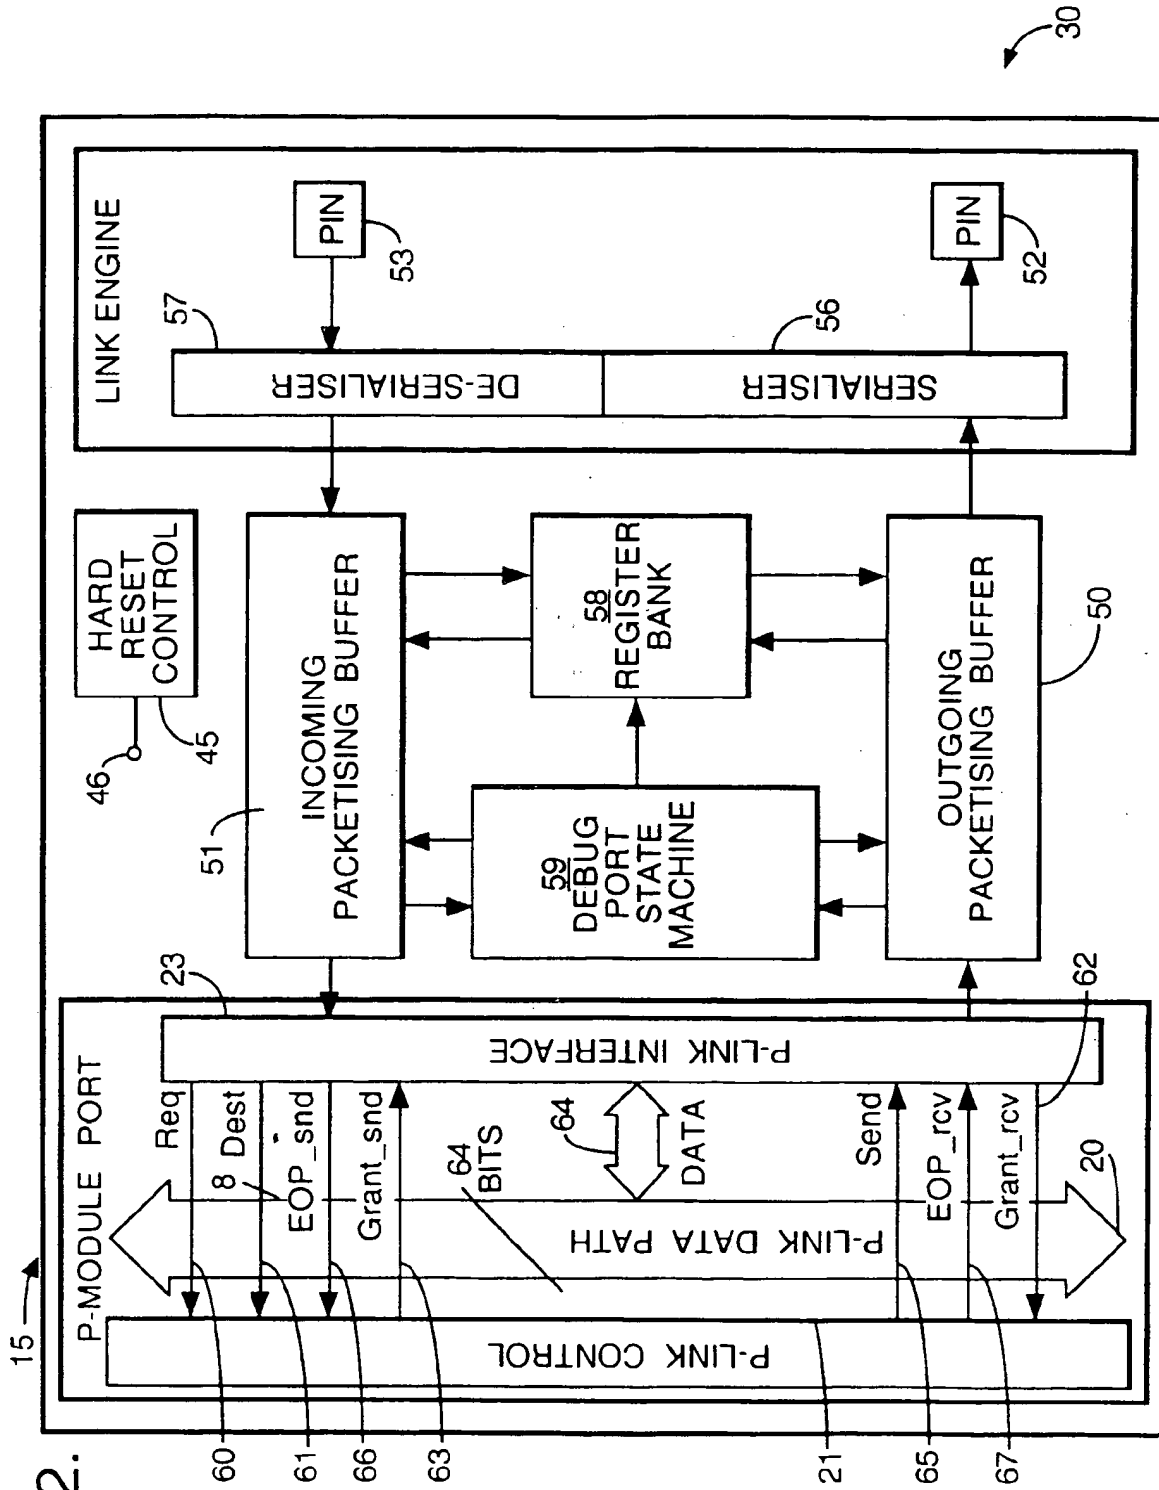 2.
15
30
P-MODULE PORT
Req
8
Dest
EOP_snd
Grant_snd
64
BITS
64
DATA
Send
EOP_rcv
Grant_rcv
P-LINK DATA PATH
20
P-LINK CONTROL
P-LINK INTERFACE
23
62
60
61
66
63
21
65
67
46
45
HARD
RESET
CONTROL
51
INCOMING
PACKETISING BUFFER
59
DEBUG
PORT
STATE
MACHINE
58
REGISTER
BANK
OUTGOING
PACKETISING BUFFER
50
LINK ENGINE
57
DE-SERIALISER
SERIALISER
56
PIN
53
PIN
52